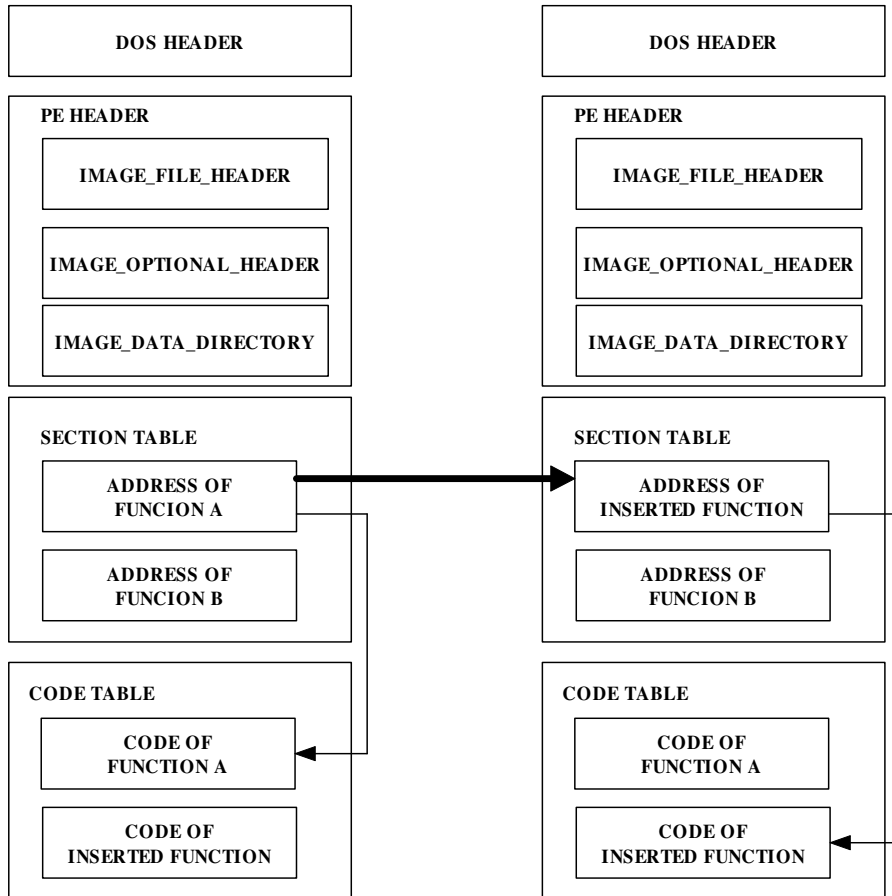 DOS HEADER
PE HEADER
IMAGE_FILE_HEADER
IMAGE_OPTIONAL_HEADER
IMAGE_DATA_DIRECTORY
SECTION TABLE
ADDRESS OF
FUNCION A
ADDRESS OF
FUNCION B
CODE TABLE
CODE OF
FUNCTION A
CODE OF
INSERTED FUNCTION
DOS HEADER
PE HEADER
IMAGE_FILE_HEADER
IMAGE_OPTIONAL_HEADER
IMAGE_DATA_DIRECTORY
SECTION TABLE
ADDRESS OF
INSERTED FUNCTION
ADDRESS OF
FUNCION B
CODE TABLE
CODE OF
FUNCTION A
CODE OF
INSERTED FUNCTION